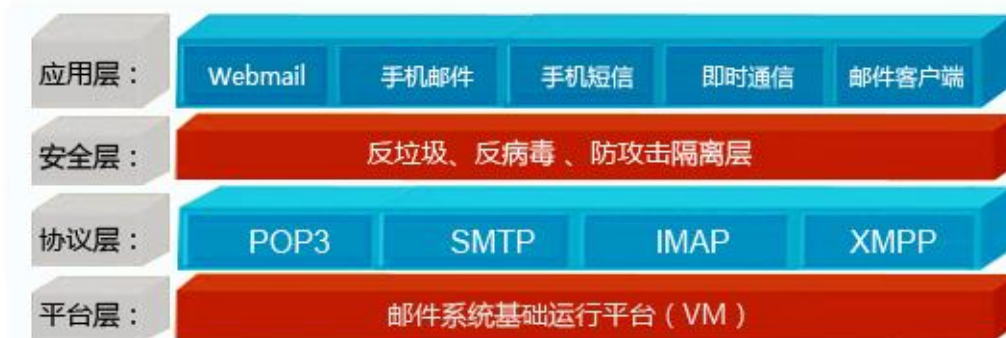 应用层：
Webmail 手机邮件 手机短信 即时通信 邮件客户端
安全层：
反垃圾、反病毒、防攻击隔离层
协议层：
POP3 SMTP IMAP XMPP
平台层：
邮件系统基础运行平台（VM）